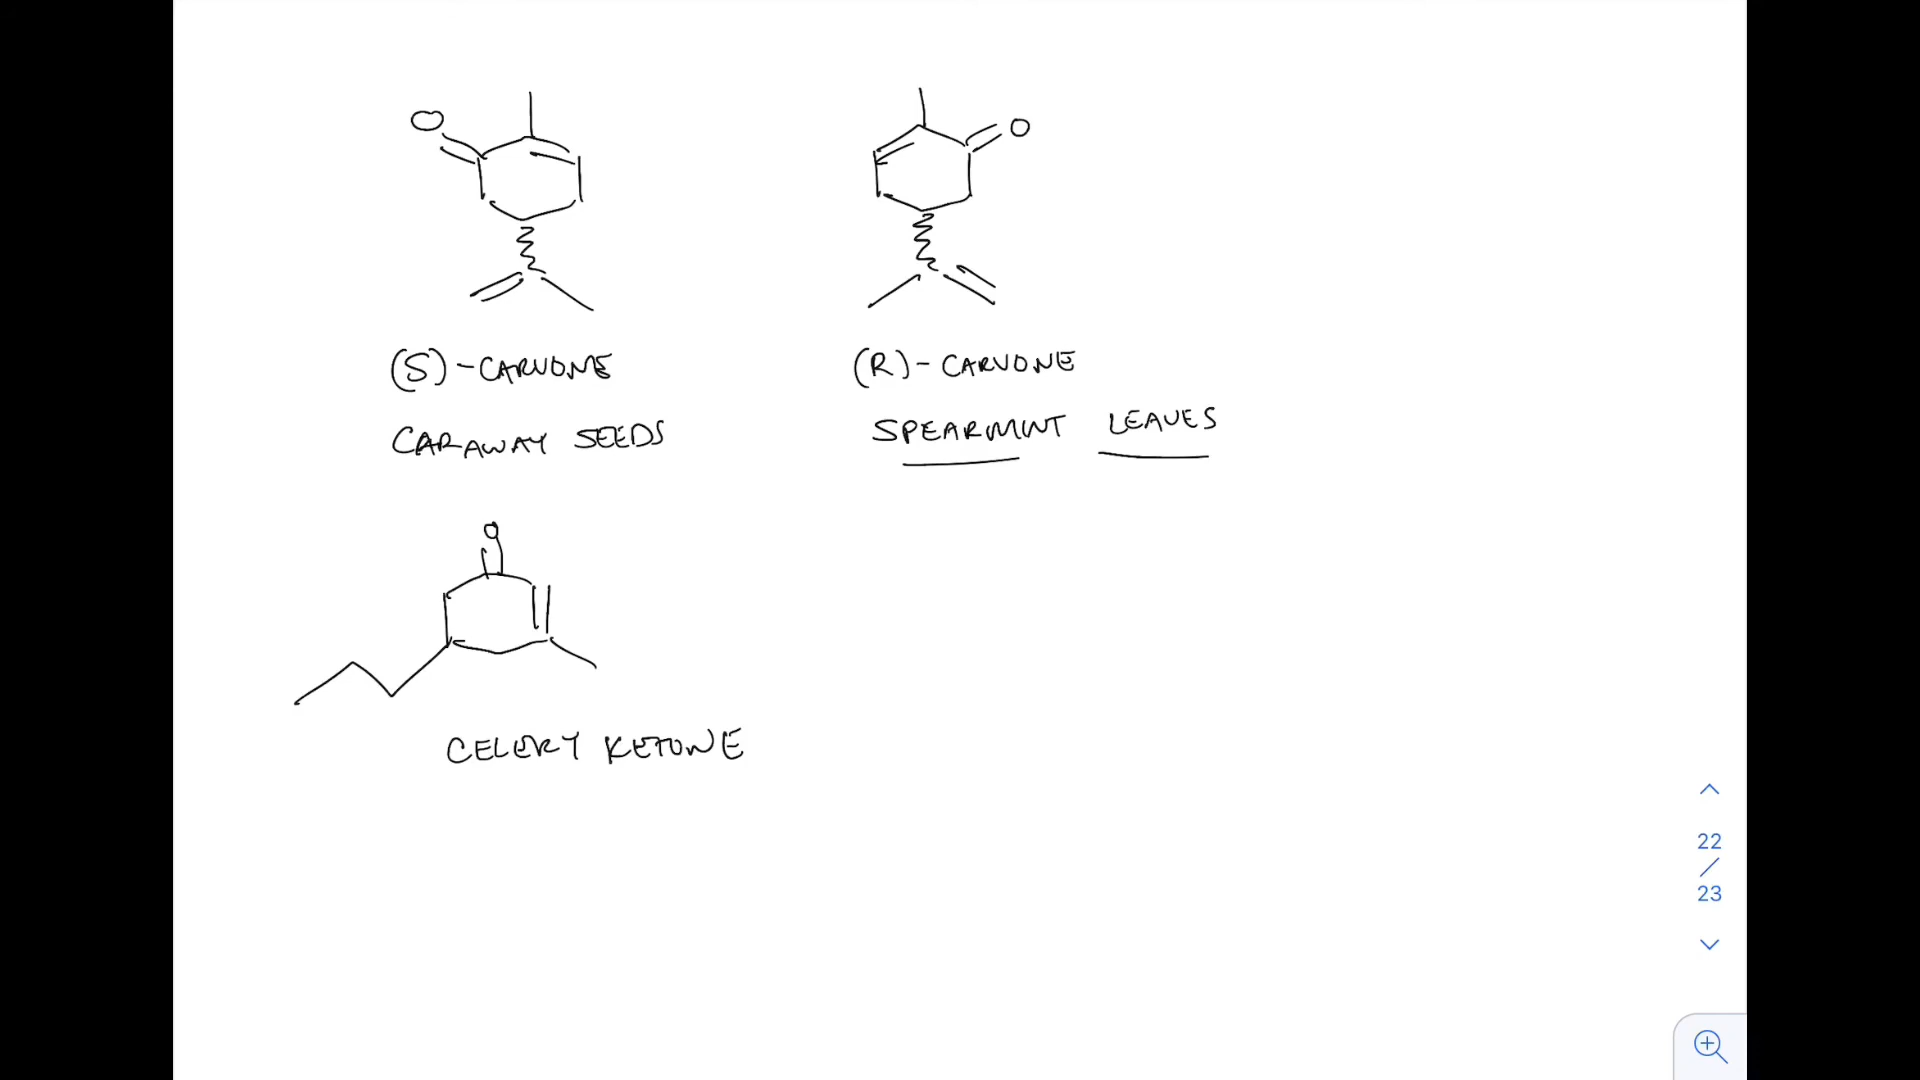 O
O
(S)-CARVONE
(R)-CARVONE
CARAWAY SEEDS
SPEARMINT LEAVES
O
CELERY KETONE
22
/
23